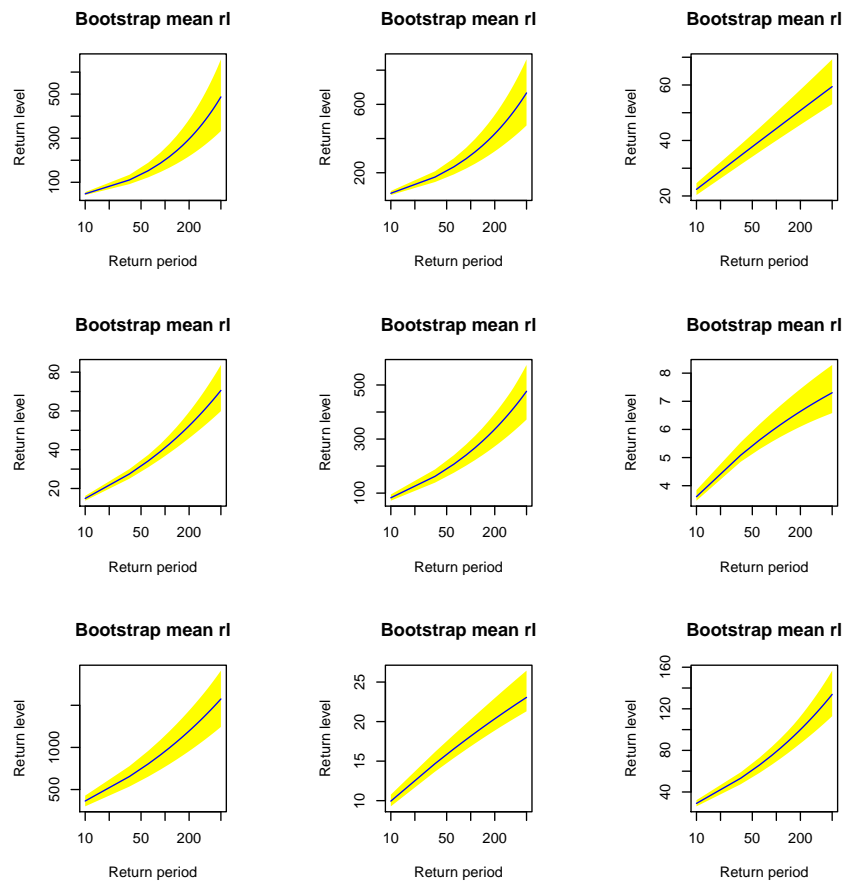 Bootstrap mean rl
Return level
500
300
100
10 50 200
Return period
Bootstrap mean rl
Return level
600
200
10 50 200
Return period
Bootstrap mean rl
Return level
60
40
20
10 50 200
Return period
Bootstrap mean rl
Return level
80
60
40
20
10 50 200
Return period
Bootstrap mean rl
Return level
500
300
100
10 50 200
Return period
Bootstrap mean rl
Return level
8
7
6
5
4
10 50 200
Return period
Bootstrap mean rl
Return level
1000
500
10 50 200
Return period
Bootstrap mean rl
Return level
25
20
15
10
10 50 200
Return period
Bootstrap mean rl
Return level
160
120
80
40
10 50 200
Return period